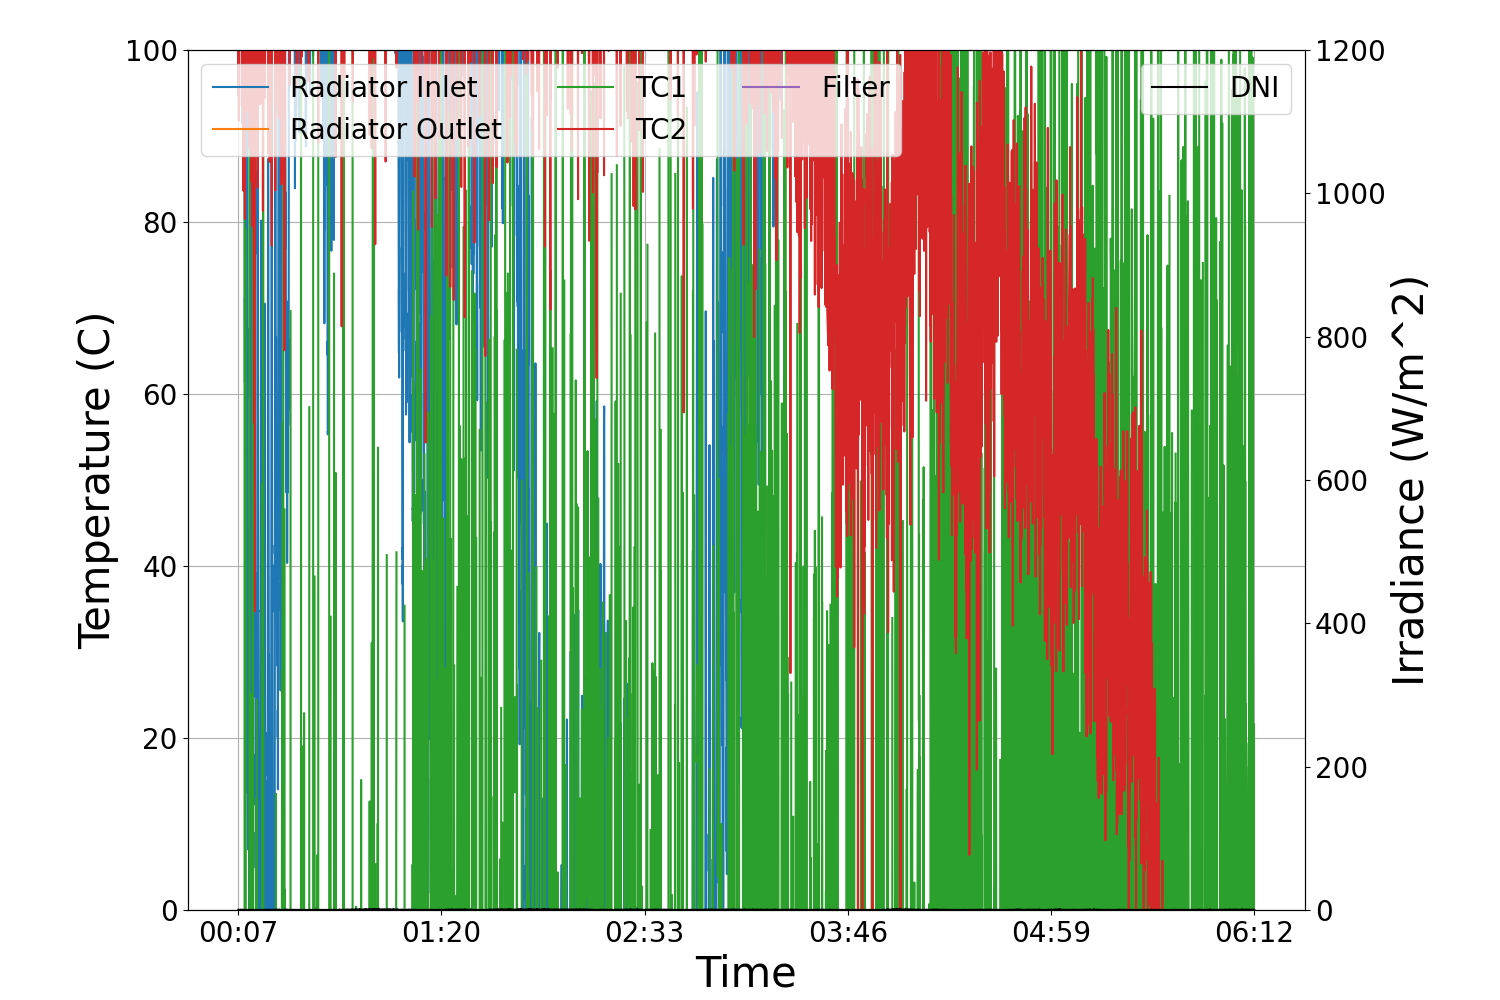 Radiator Inlet
Radiator Outlet
TC1
TC2
Filter
DNI
Temperature (C)
100
80
60
40
20
0
Irradiance (W/m^2)
1200
1000
800
600
400
200
0
00:07 01:20 02:33 03:46 04:59 06:12
Time